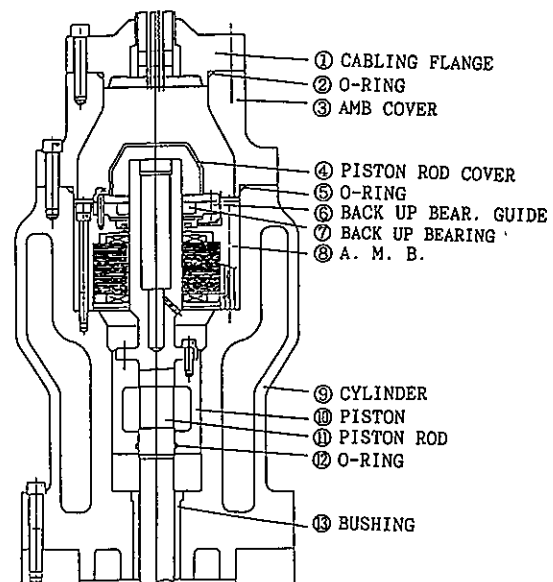 ① CABLING FLANGE
② O-RING
③ AMB COVER
④ PISTON ROD COVER
⑤ O-RING
⑥ BACK UP BEAR. GUIDE
⑦ BACK UP BEARING
⑧ A. M. B.
⑨ CYLINDER
⑩ PISTON
⑪ PISTON ROD
⑫ O-RING
⑬ BUSHING